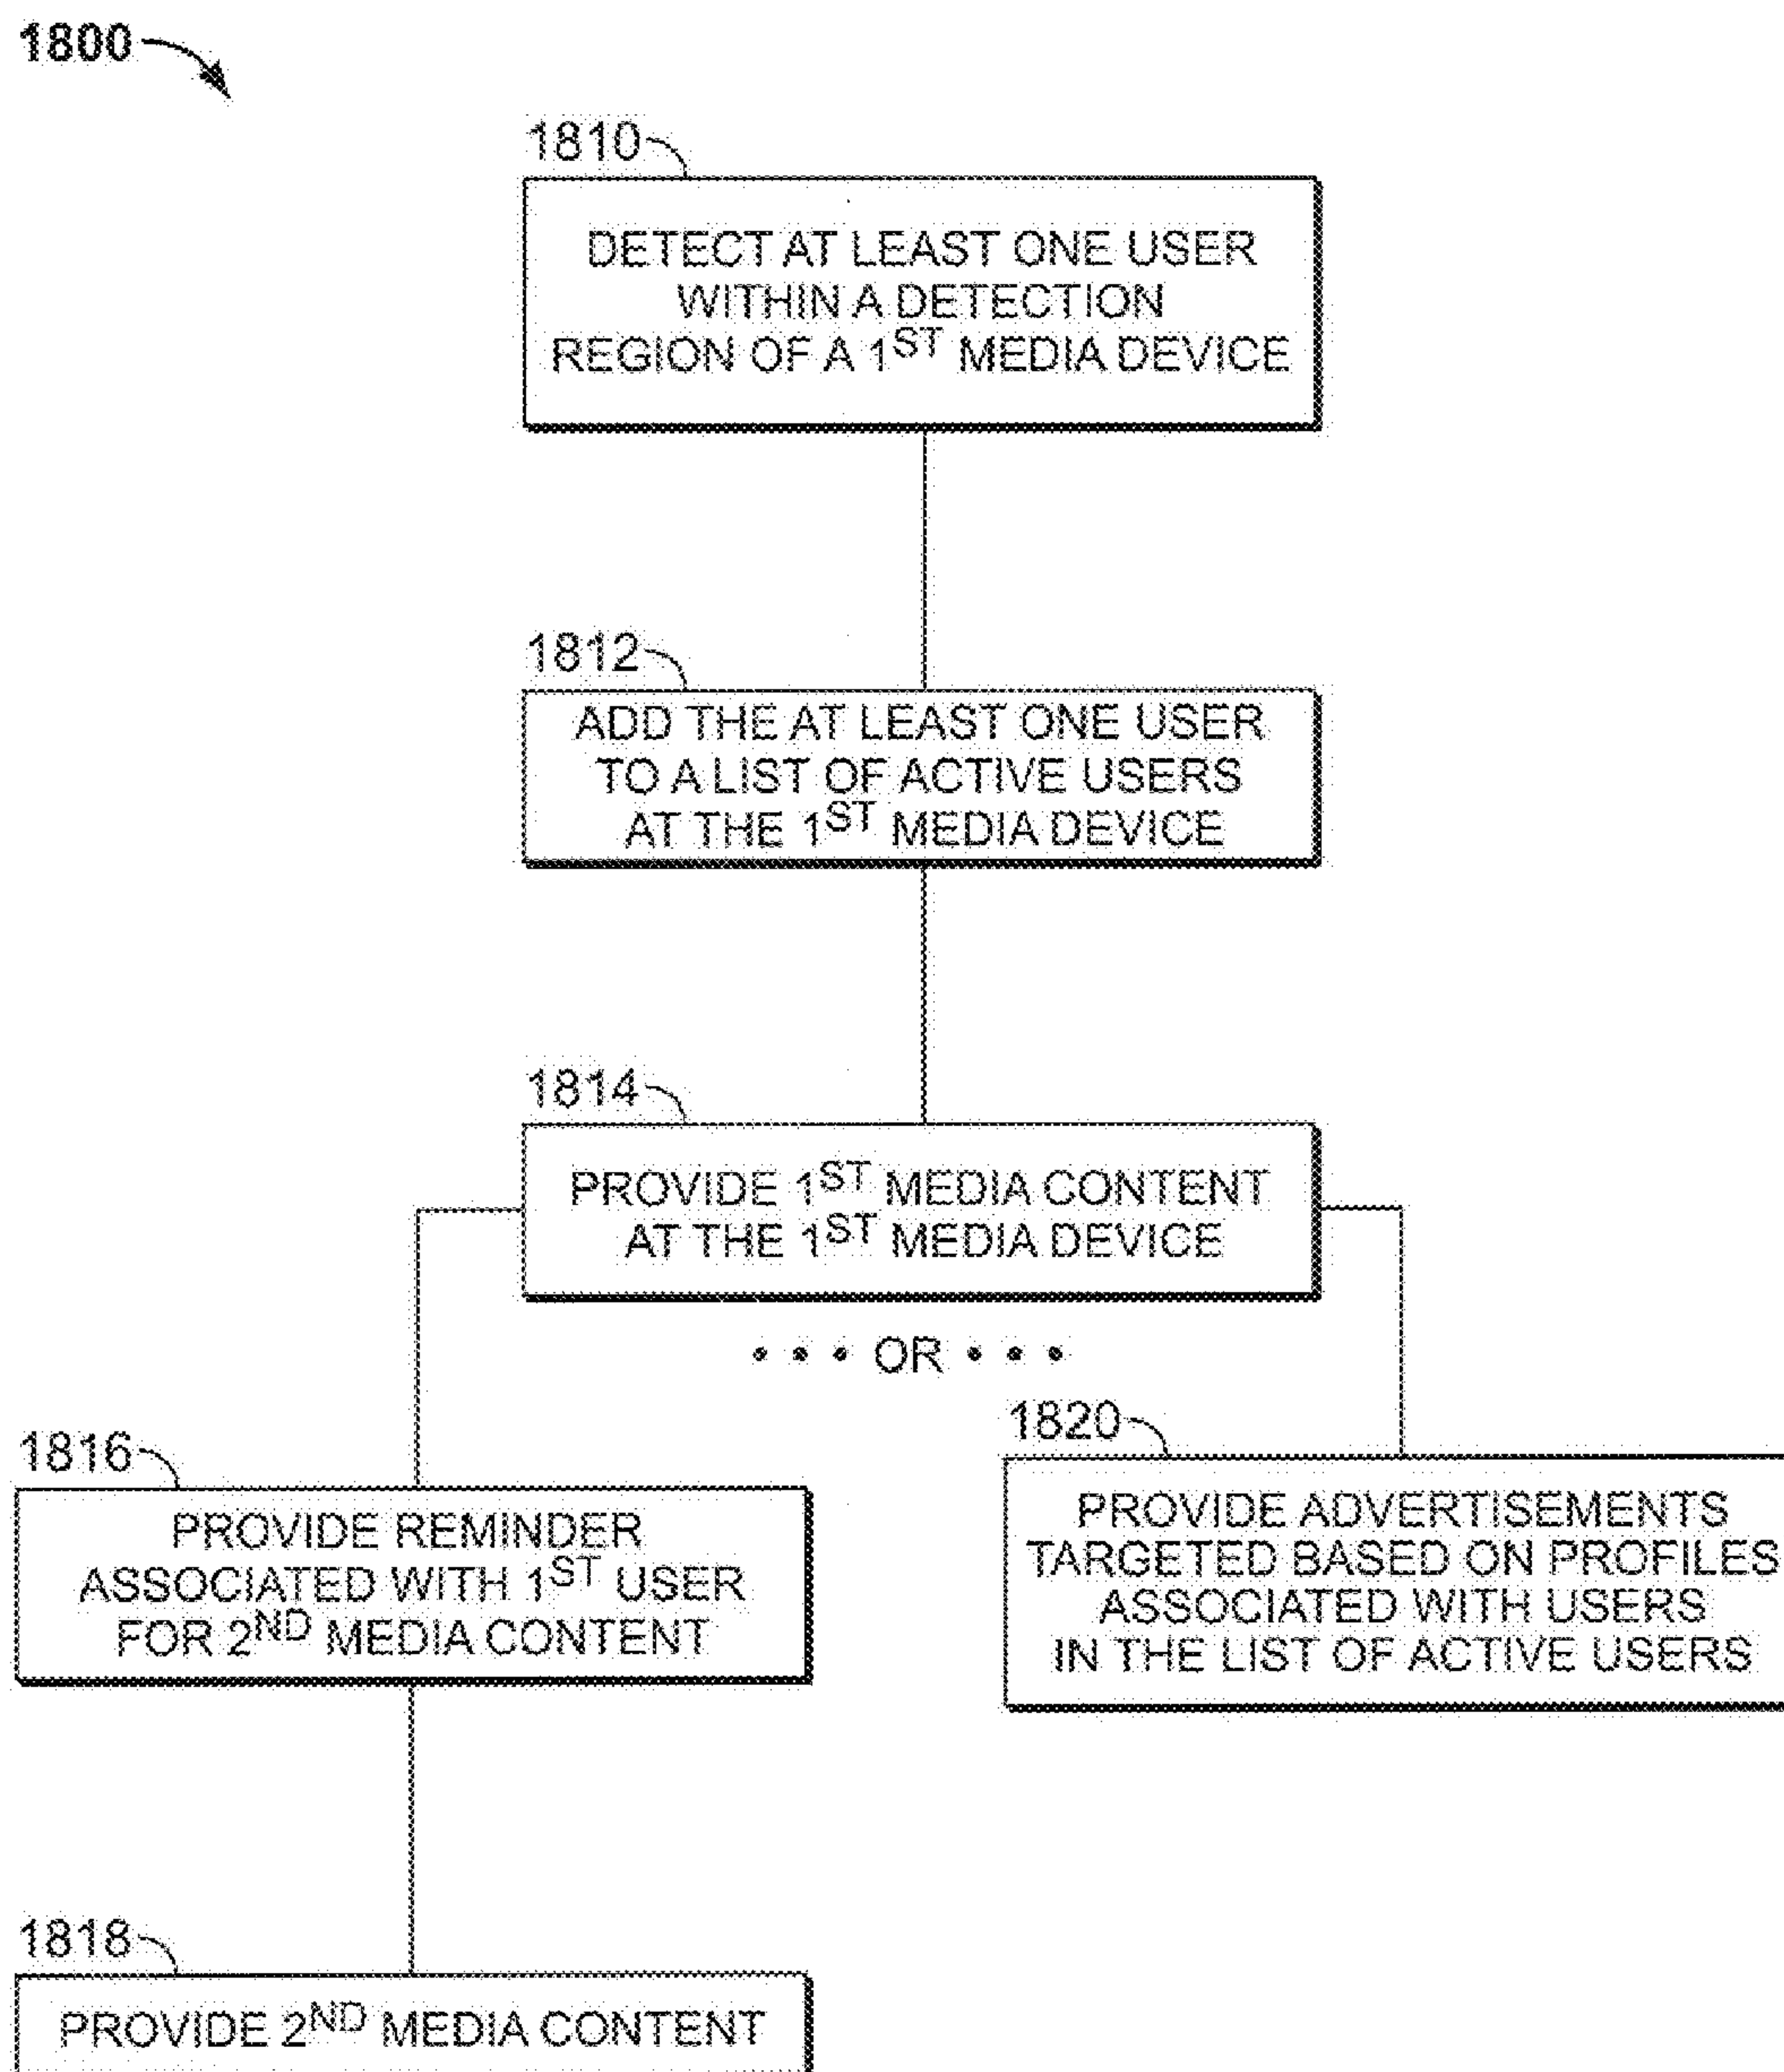 1800
1810
DETECT AT LEAST ONE USER
WITHIN A DETECTION
REGION OF A 1ST MEDIA DEVICE
1812
ADD THE AT LEAST ONE USER
TO A LIST OF ACTIVE USERS
AT THE 1ST MEDIA DEVICE
1814
PROVIDE 1ST MEDIA CONTENT
AT THE 1ST MEDIA DEVICE
• • • OR • • •
1816
PROVIDE REMINDER
ASSOCIATED WITH 1ST USER
FOR 2ND MEDIA CONTENT
1820
PROVIDE ADVERTISEMENTS
TARGETED BASED ON PROFILES
ASSOCIATED WITH USERS
IN THE LIST OF ACTIVE USERS
1818
PROVIDE 2ND MEDIA CONTENT